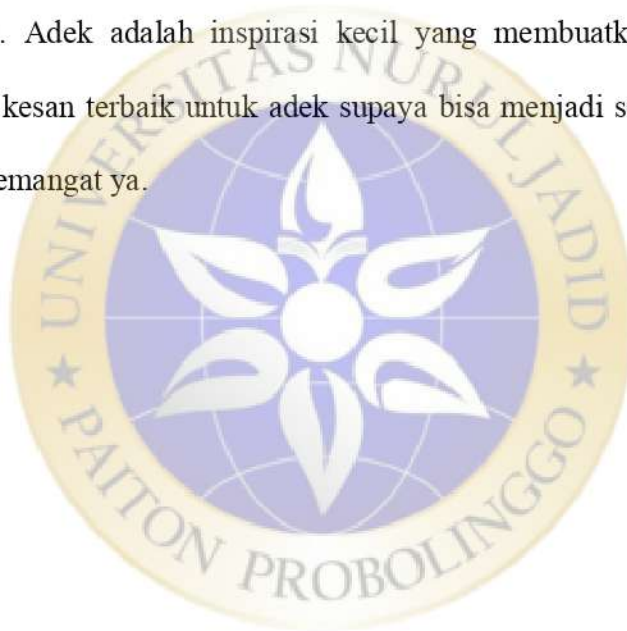 . Adek adalah inspirasi kecil yang membuatk
kesan terbaik untuk adek supaya bisa menjadi s
emangat ya.
UNIVERSITAS NURUL JADID
PAITON PROBOLINGGO